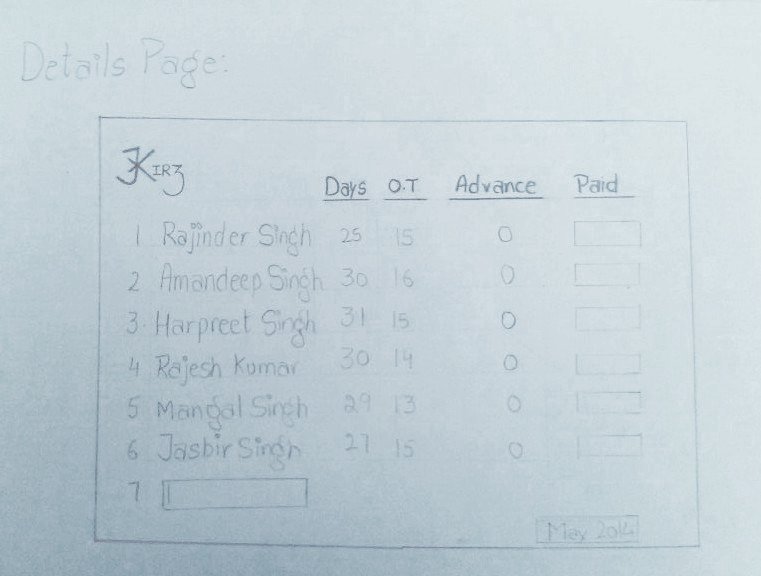 Details Page:
Days O.T Advance Paid
1 Rajinder Singh 25 15 0
2 Amandeep Singh 30 16 0
3 Harpreet Singh 31 15 0
4 Rajesh Kumar 30 14 0
5 Mangal Singh 29 13 0
6 Jasbir Singh 27 15 0
7
May 2014